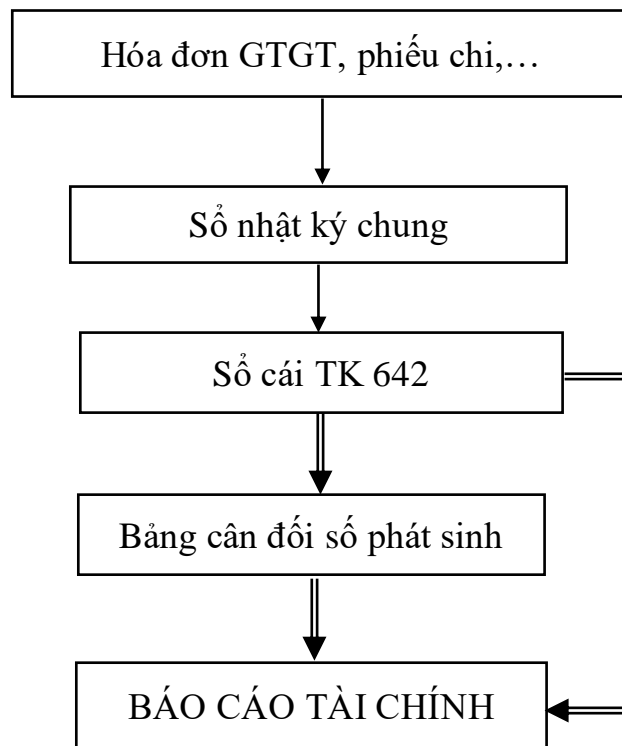 Hóa đơn GTGT, phiếu chi,…
Sổ nhật ký chung
Sổ cái TK 642
Bảng cân đối số phát sinh
BÁO CÁO TÀI CHÍNH